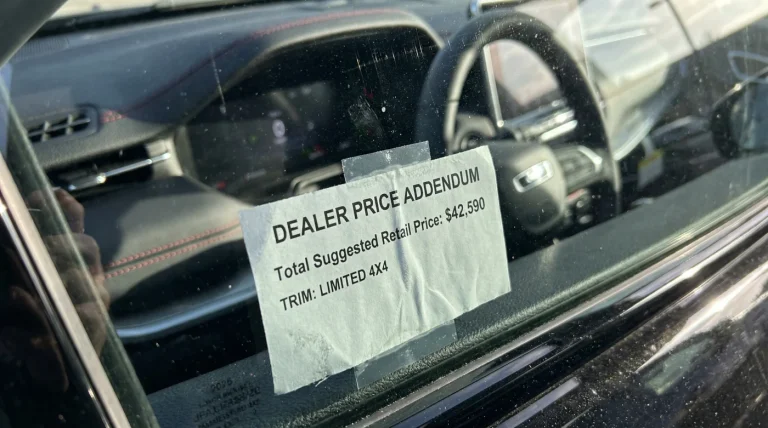 DEALER PRICE ADDENDUM
Total Suggested Retail Price: $42,590
TRIM: LIMITED 4X4